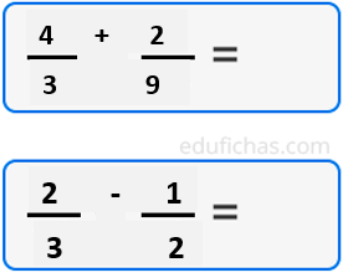 4/3 + 2/9 =
edufichas.com
2/3 - 1/2 =